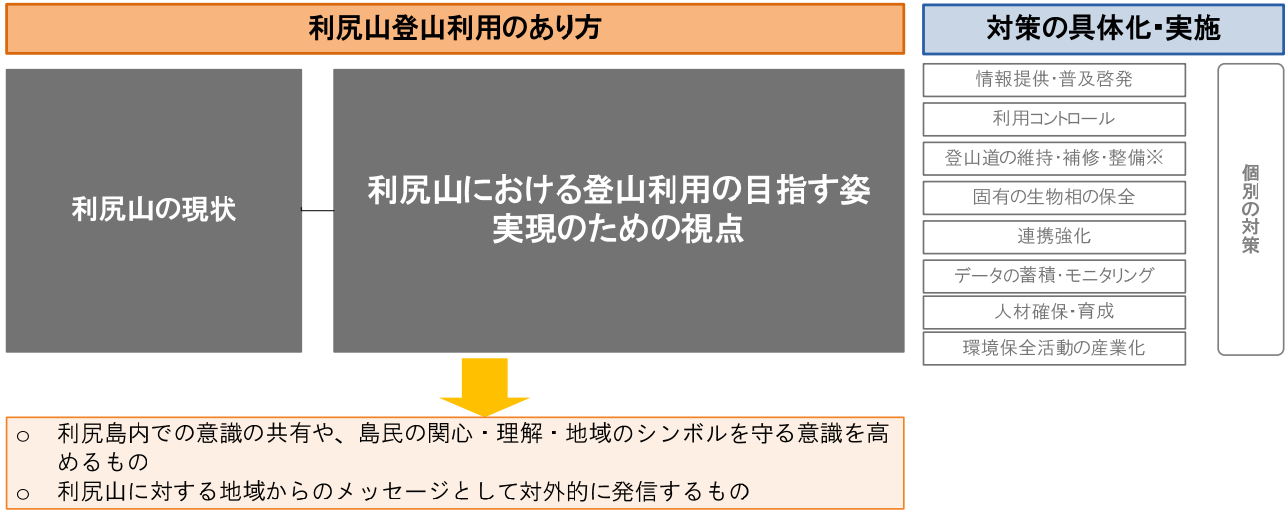 利尻山登山利用のあり方
利尻山の現状
利尻山における登山利用の目指す姿
実現のための視点
○ 利尻島内での意識の共有や、島民の関心・理解・地域のシンボルを守る意識を高
めるもの
○ 利尻山に対する地域からのメッセージとして対外的に発信するもの
対策の具体化・実施
情報提供・普及啓発
利用コントロール
登山道の維持・補修・整備※
固有の生物相の保全
連携強化
データの蓄積・モニタリング
人材確保・育成
環境保全活動の産業化
個別の対策